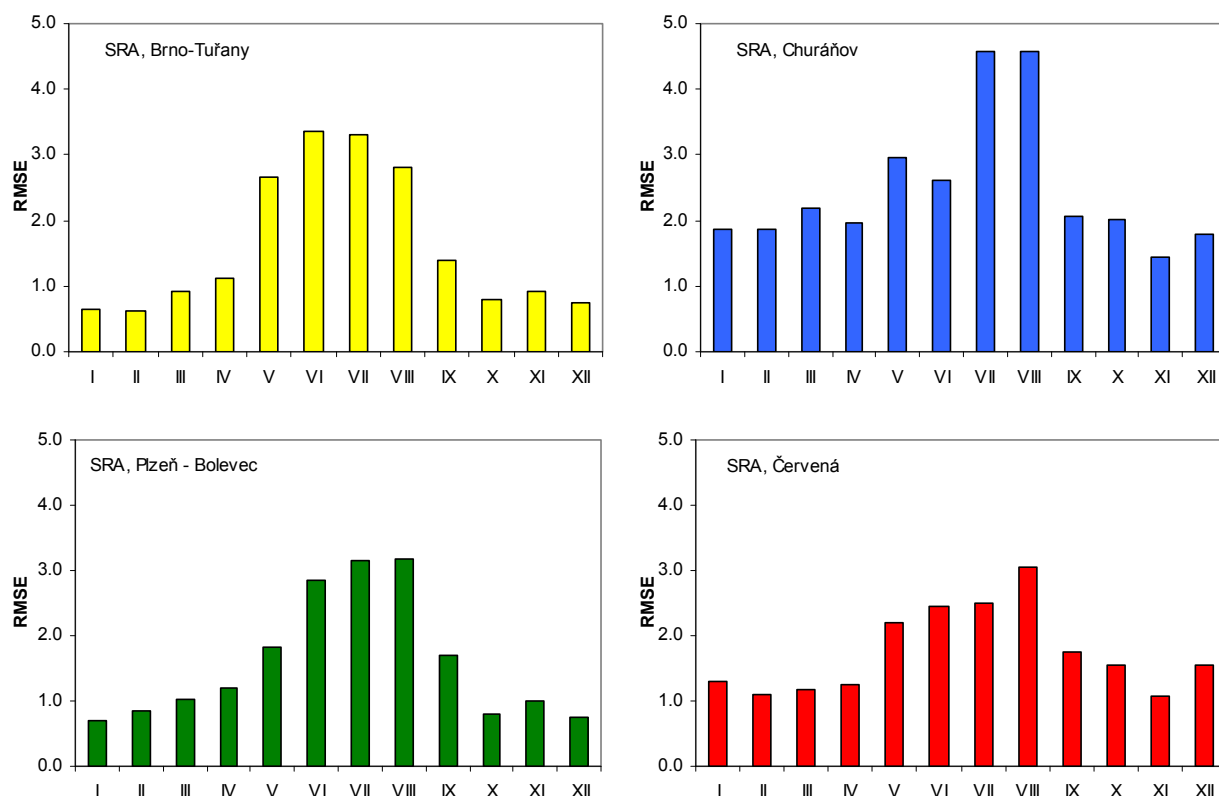 SRA, Brno-Tuřany
RMSE
5.0
4.0
3.0
2.0
1.0
0.0
I II III IV V VI VII VIII IX X XI XII
SRA, Churáňov
RMSE
5.0
4.0
3.0
2.0
1.0
0.0
I II III IV V VI VII VIII IX X XI XII
SRA, Plzeň - Bolevec
RMSE
5.0
4.0
3.0
2.0
1.0
0.0
I II III IV V VI VII VIII IX X XI XII
SRA, Červená
RMSE
5.0
4.0
3.0
2.0
1.0
0.0
I II III IV V VI VII VIII IX X XI XII